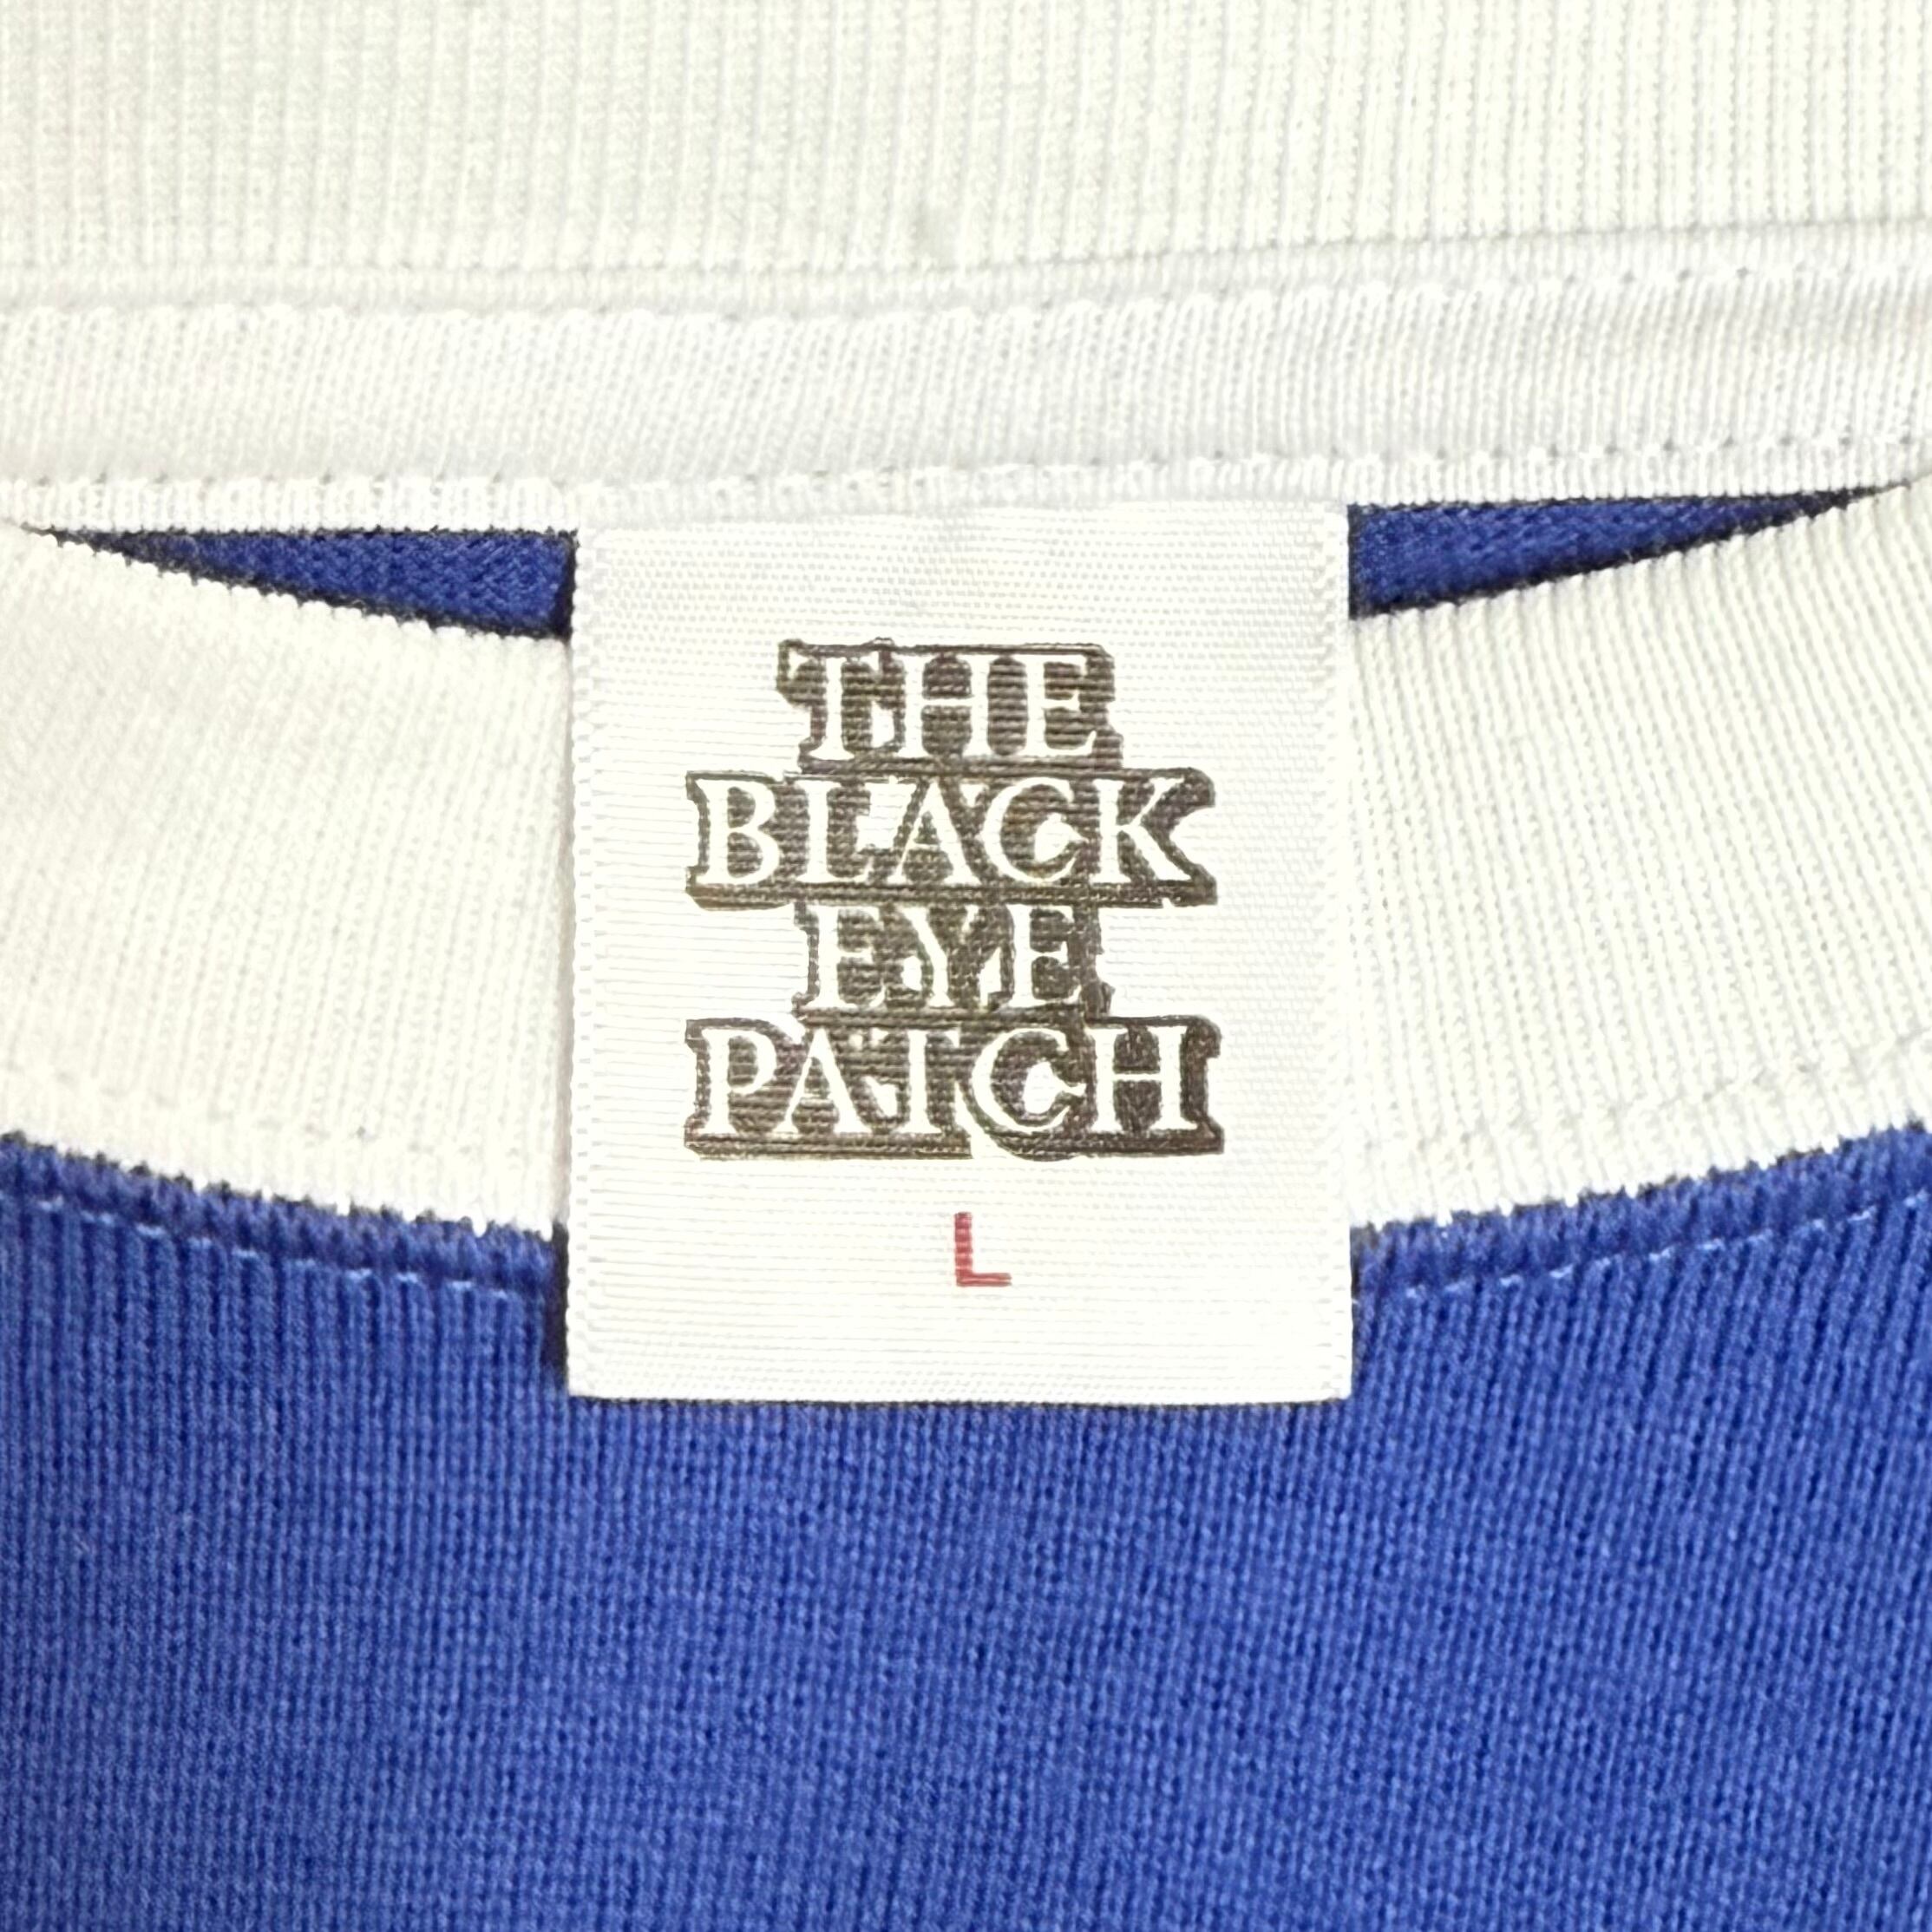 THE
BLACK
EYE
PATCH
L